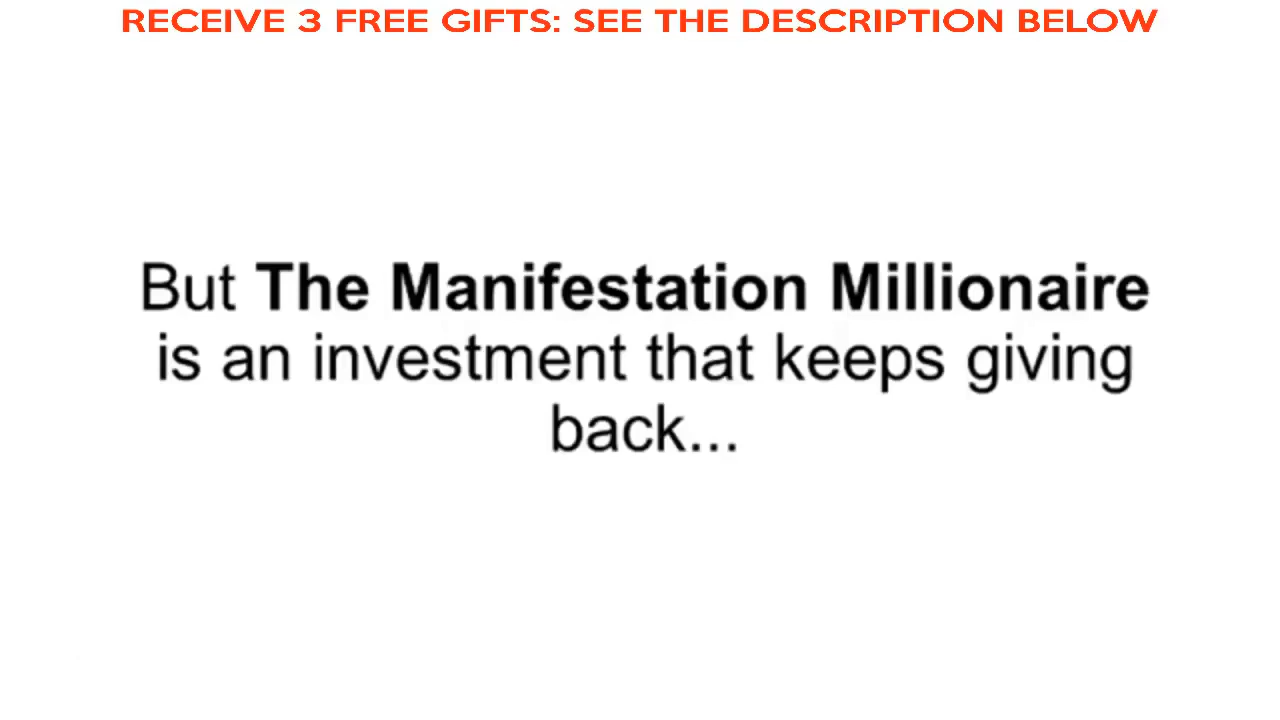 RECEIVE 3 FREE GIFTS: SEE THE DESCRIPTION BELOW
But The Manifestation Millionaire
is an investment that keeps giving
back...